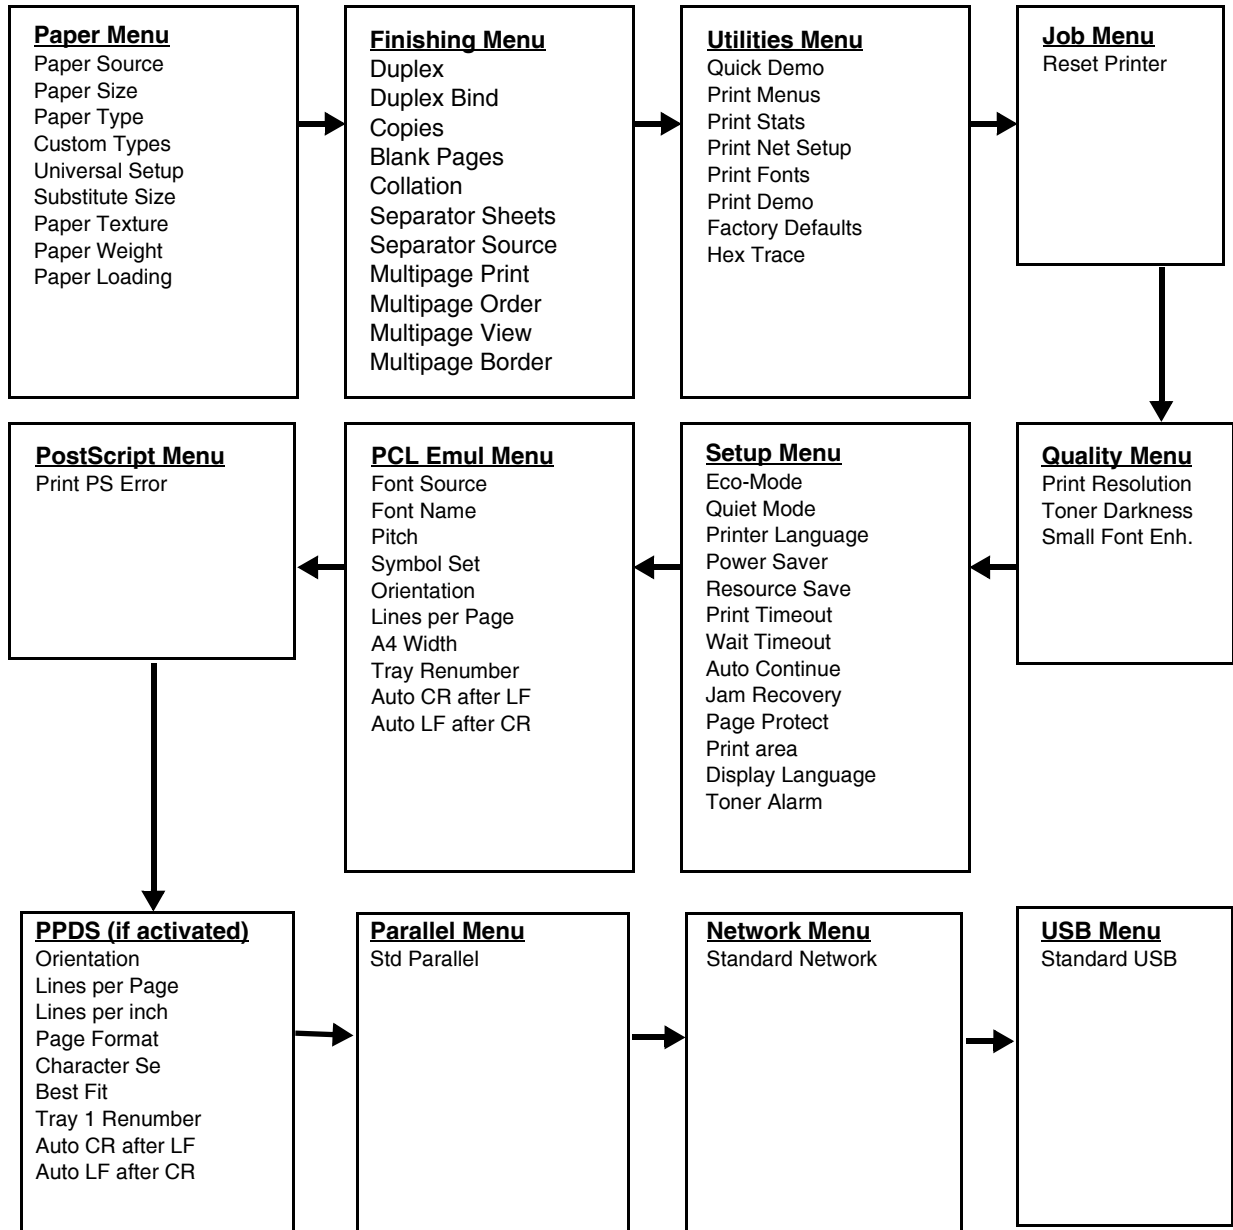 Paper Menu
Paper Source
Paper Size
Paper Type
Custom Types
Universal Setup
Substitute Size
Paper Texture
Paper Weight
Paper Loading
Finishing Menu
Duplex
Duplex Bind
Copies
Blank Pages
Collation
Separator Sheets
Separator Source
Multipage Print
Multipage Order
Multipage View
Multipage Border
Utilities Menu
Quick Demo
Print Menus
Print Stats
Print Net Setup
Print Fonts
Print Demo
Factory Defaults
Hex Trace
Job Menu
Reset Printer
PostScript Menu
Print PS Error
PCL Emul Menu
Font Source
Font Name
Pitch
Symbol Set
Orientation
Lines per Page
A4 Width
Tray Renumber
Auto CR after LF
Auto LF after CR
Setup Menu
Eco-Mode
Quiet Mode
Printer Language
Power Saver
Resource Save
Print Timeout
Wait Timeout
Auto Continue
Jam Recovery
Page Protect
Print area
Display Language
Toner Alarm
Quality Menu
Print Resolution
Toner Darkness
Small Font Enh.
PPDS (if activated)
Orientation
Lines per Page
Lines per inch
Page Format
Character Se
Best Fit
Tray 1 Renumber
Auto CR after LF
Auto LF after CR
Parallel Menu
Std Parallel
Network Menu
Standard Network
USB Menu
Standard USB